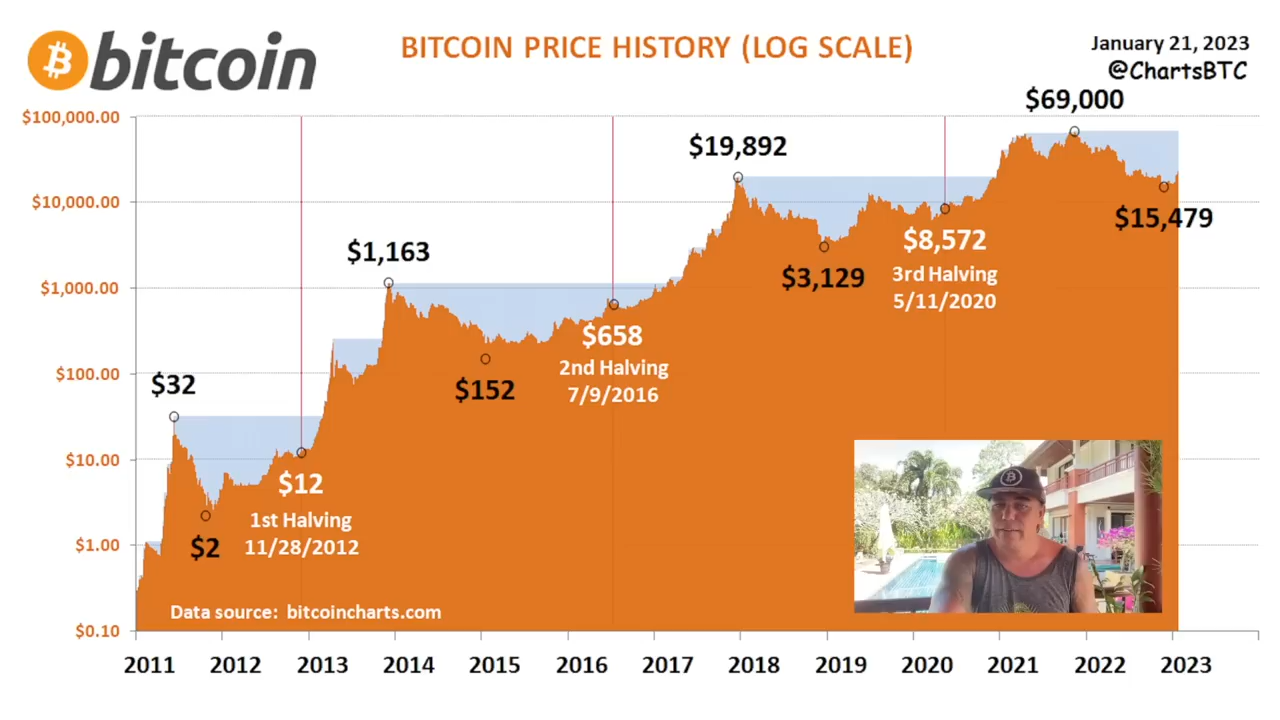 bitcoin
BITCOIN PRICE HISTORY (LOG SCALE)
January 21, 2023
@ChartsBTC
$100,000.00
$10,000.00
$1,000.00
$100.00
$10.00
$1.00
$0.10
$32
$2
$12
1st Halving
11/28/2012
$1,163
$152
$658
2nd Halving
7/9/2016
$19,892
$3,129
$8,572
3rd Halving
5/11/2020
$69,000
$15,479
Data source: bitcoincharts.com
2011 2012 2013 2014 2015 2016 2017 2018 2019 2020 2021 2022 2023